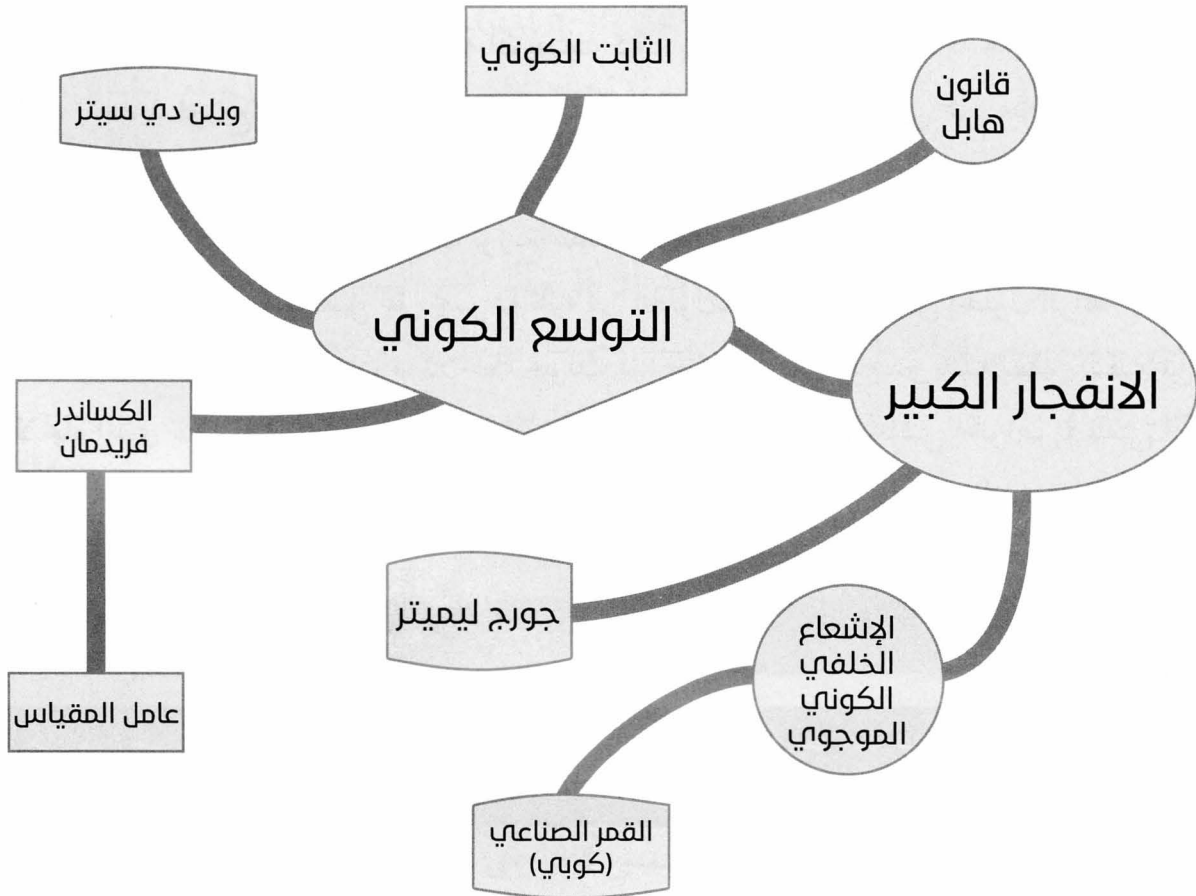 الثابت الكوني
قانون
هابل
ويلن دي سيتر
التوسع الكوني
الانفجار الكبير
الكساندر
فريدمان
جورج ليميتر
الإشعاع
الخلفي
الكوني
الموجوي
عامل المقياس
القمر الصناعي
(كوبي)